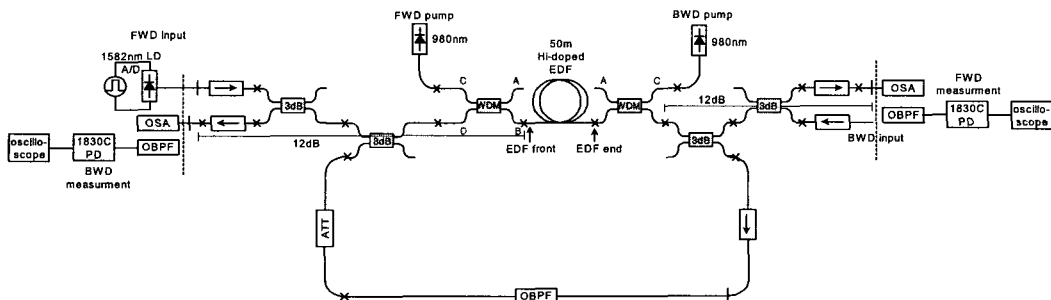 FWD Input
1582nm LD
A/D
FWD pump
980nm
50m
Hi-doped
EDF
BWD pump
980nm
C
A
WDM
D
B
A
C
WDM
3dB
OSA
12dB
3dB
EDF front
EDF end
12dB
3dB
3dB
BWD input
OSA
OBPF
FWD
measurment
1830C
PD
oscillo-
scope
oscillo-
scope
1830C
PD
OBPF
BWD
measurment
ATT
OBPF